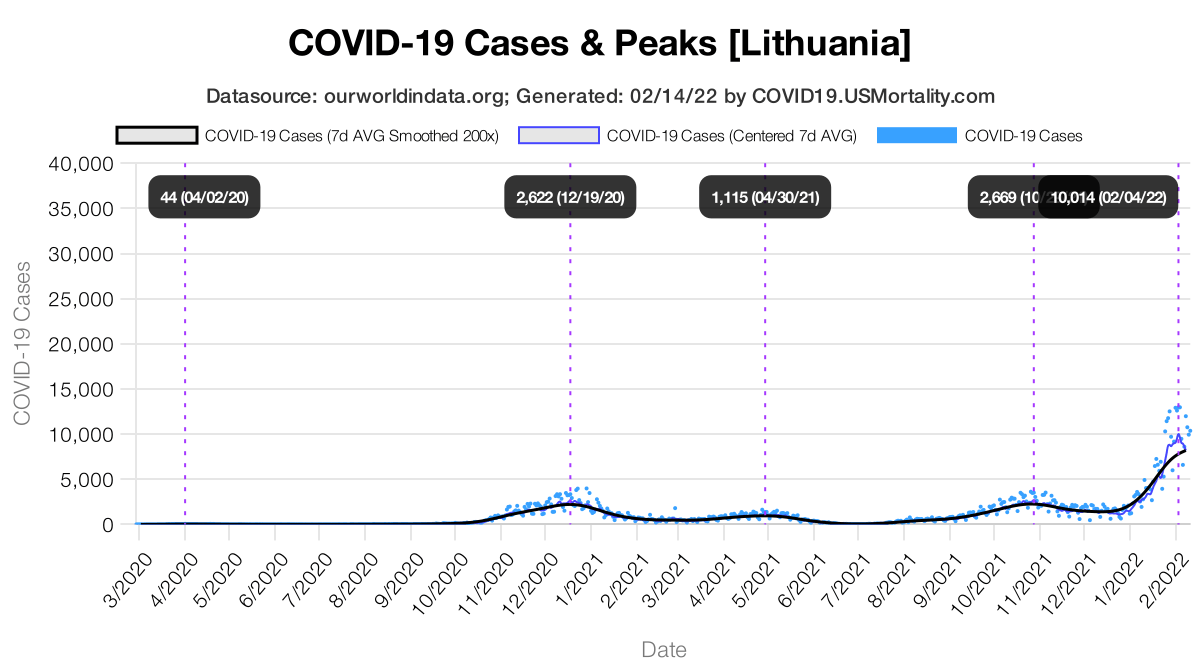 COVID-19 Cases & Peaks [Lithuania]
Datasource: ourworldindata.org; Generated: 02/14/22 by COVID19.USMortality.com
COVID-19 Cases (7d AVG Smoothed 200x) COVID-19 Cases (Centered 7d AVG) COVID-19 Cases
40,000
44 (04/02/20) 2,622 (12/19/20) 1,115 (04/30/21) 2,669 (10/ 10,014 (02/04/22)
35,000
30,000
25,000
20,000
15,000
10,000
5,000
0
COVID-19 Cases
3/2020 4/2020 5/2020 6/2020 7/2020 8/2020 9/2020 10/2020 11/2020 12/2020 1/2021 2/2021 3/2021 4/2021 5/2021 6/2021 7/2021 8/2021 9/2021 10/2021 11/2021 12/2021 1/2022 2/2022
Date